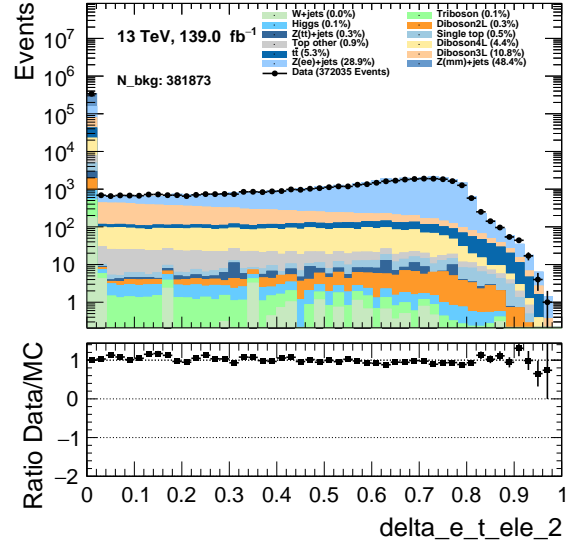 W+jets (0.0%)
Higgs (0.1%)
Z(tt)+jets (0.3%)
Top other (0.9%)
tt̄ (5.3%)
Z(ee)+jets (28.9%)
Data (372035 Events)
Triboson (0.1%)
Diboson2L (0.3%)
Single top (0.5%)
Diboson4L (4.4%)
Diboson3L (10.8%)
Z(mm)+jets (48.4%)
13 TeV, 139.0 fb⁻¹
N_bkg: 381873
Events
10⁷
10⁶
10⁵
10⁴
10³
10²
10
1
Ratio Data/MC
1
0
−1
−2
0 0.1 0.2 0.3 0.4 0.5 0.6 0.7 0.8 0.9 1
delta_e_t_ele_2